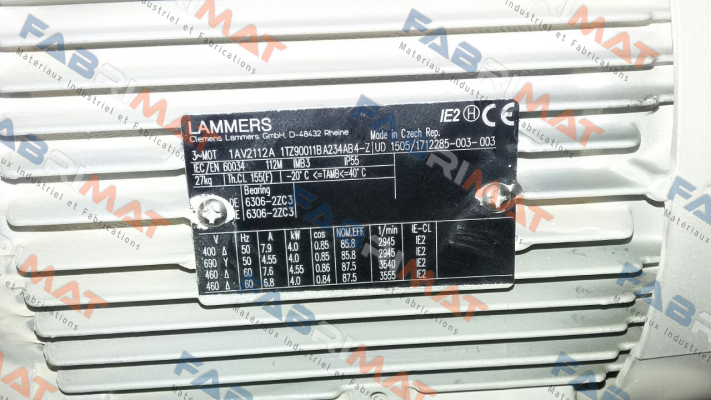 LAMMERS
IE2 H CE
Clemens Lammers GmbH, D-48432 Rheine Made in Czech Rep.
3~MOT 1AV2112A 1TZ90011BA234AB4-Z UD 1505/1712285-003-003
IEC/EN 60034 112M IMB3 IP55
27kg Th.Cl. 155(F) -20°C <=TAMB<=40°C
Bearing
DE 6306-2ZC3
NE 6306-2ZC3
V Hz A kW cos NOM.EFF 1/min IE-CL
400 Δ 50 7.9 4.0 0.85 85.8 2945 IE2
690 Y 50 4.55 4.0 0.85 85.8 2945 IE2
460 Δ 60 7.6 4.55 0.86 87.5 3540 IE2
460 Δ 60 6.8 4.0 0.84 87.5 3555 IE2
FABRIMAT
Matériaux Industriel et Fabrications